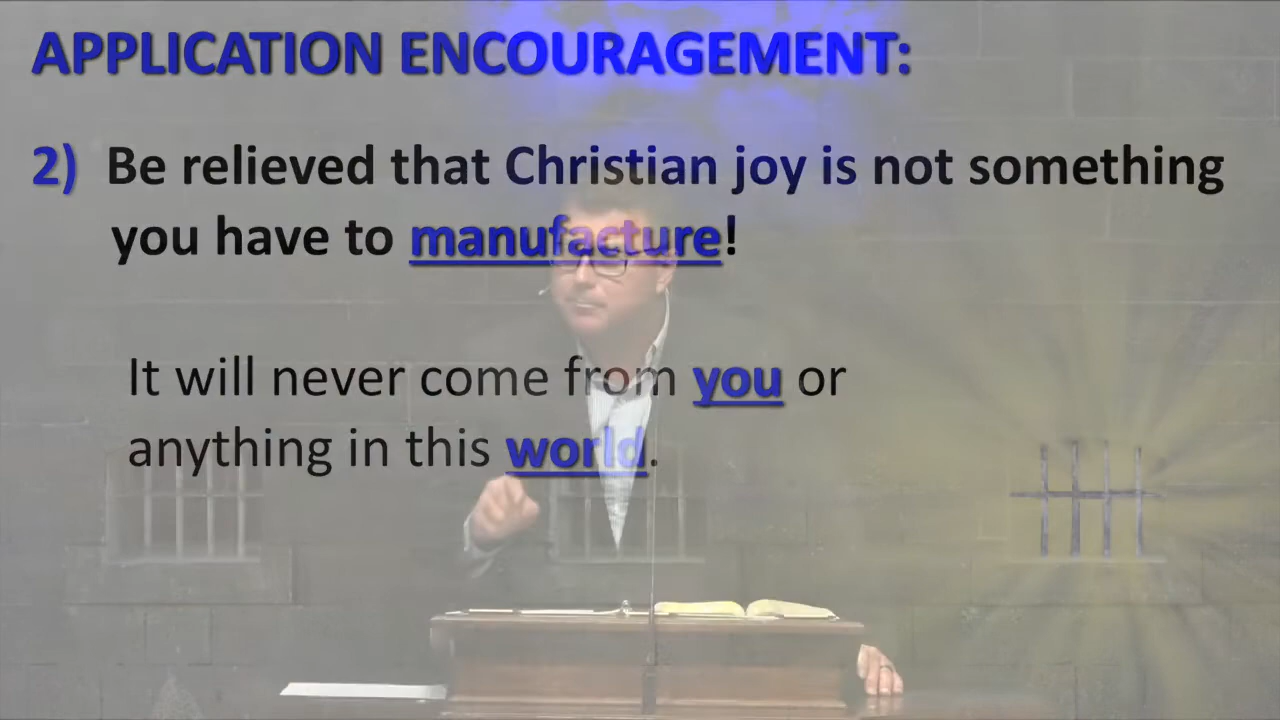 APPLICATION ENCOURAGEMENT:
2) Be relieved that Christian joy is not something
you have to manufacture!
It will never come from you or
anything in this world.